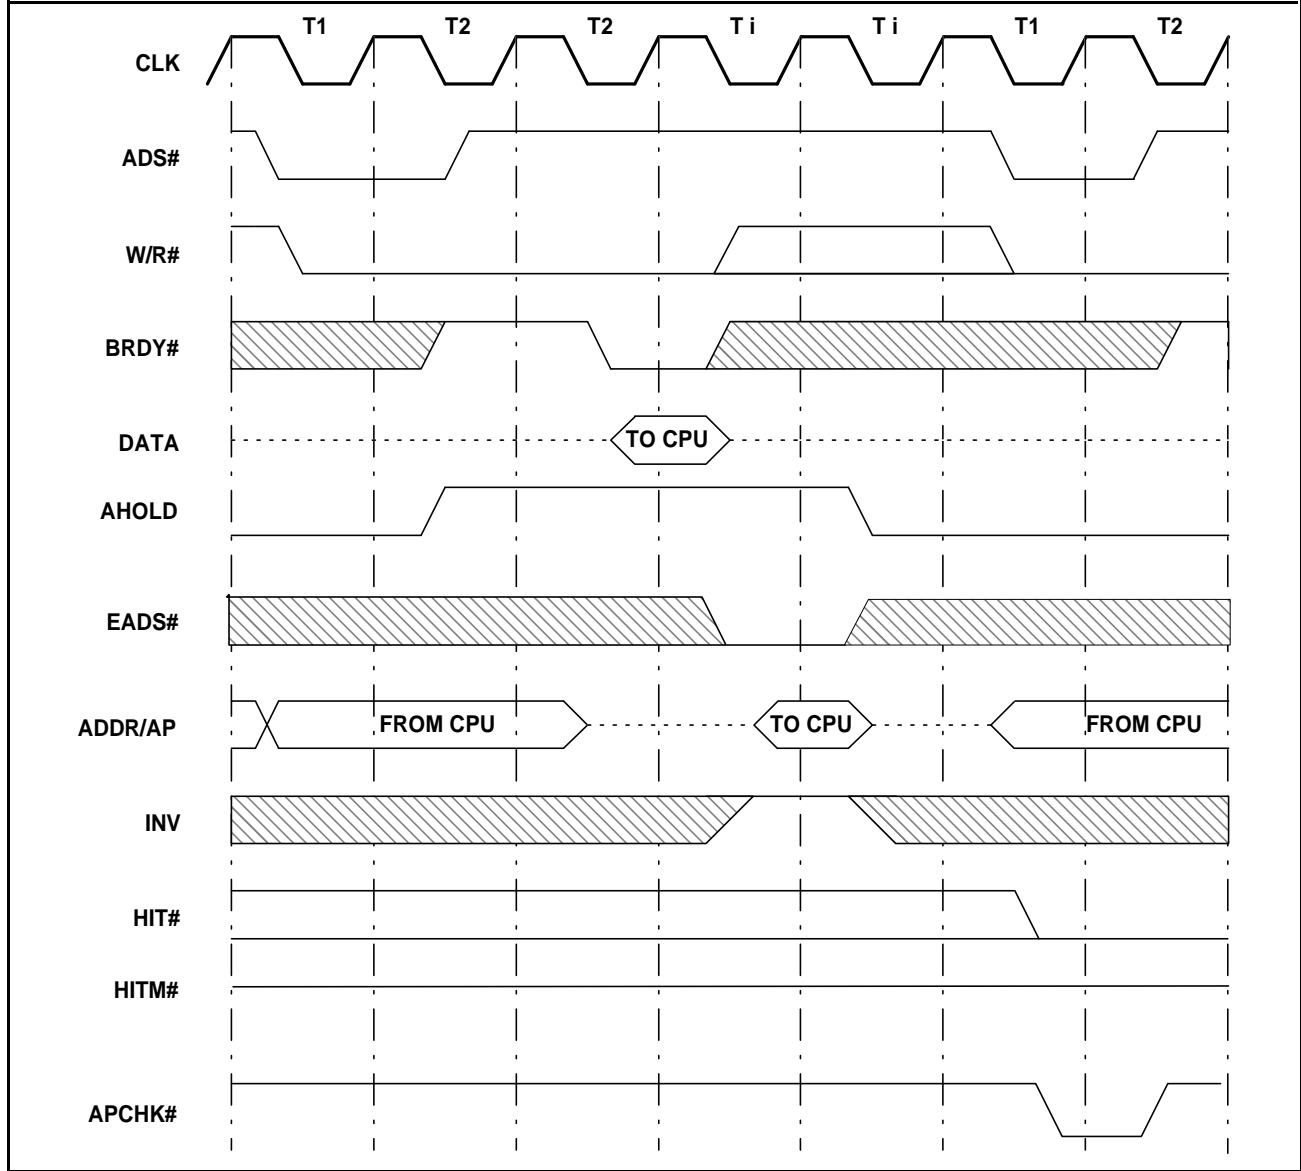 T1 T2 T2 T i T i T1 T2
CLK
ADS#
W/R#
BRDY#
DATA TO CPU
AHOLD
EADS#
ADDR/AP FROM CPU TO CPU FROM CPU
INV
HIT#
HITM#
APCHK#